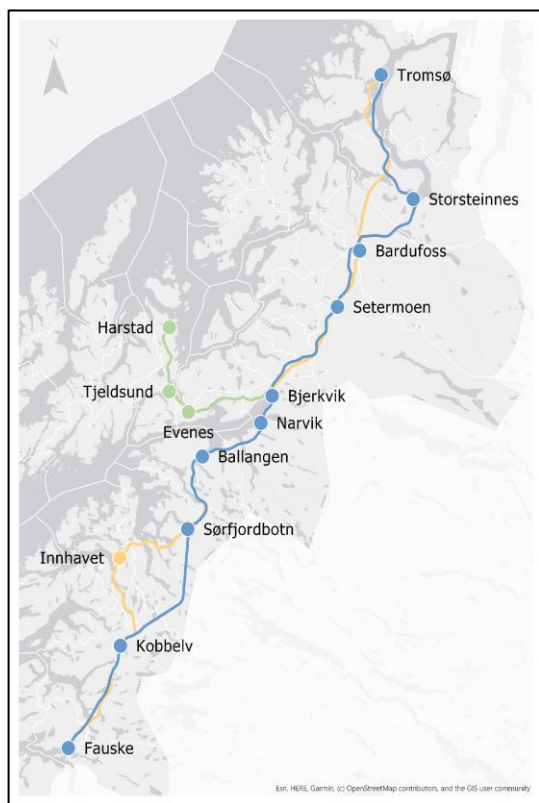 N
Tromsø
Storsteinnes
Bardufoss
Setermoen
Harstad
Tjeldsund
Bjerkvik
Evenes
Narvik
Ballangen
Sørfjordbotn
Innhavet
Kobbelv
Fauske
Esri, HERE, Garmin, (c) OpenStreetMap contributors, and the GIS user community